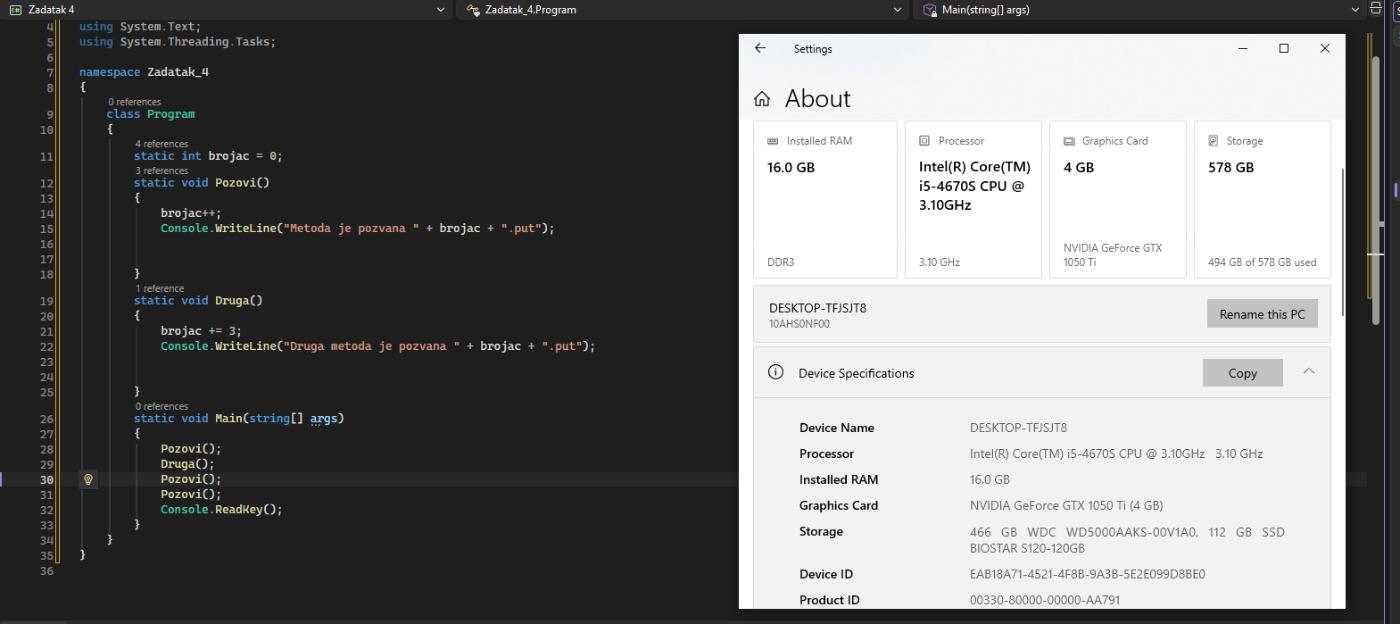 Zadatak 4
Zadatak_4.Program
Main(string[] args)
4 using System.Text;
5 using System.Threading.Tasks;
6
7 namespace Zadatak_4
8 {
0 references
9 class Program
10 {
4 references
11 static int brojac = 0;
3 references
12 static void Pozovi()
13 {
14 brojac++;
15 Console.WriteLine("Metoda je pozvana " + brojac + ".put");
16
17
18 }
1 reference
19 static void Druga()
20 {
21 brojac += 3;
22 Console.WriteLine("Druga metoda je pozvana " + brojac + ".put");
23
24
25 }
0 references
26 static void Main(string[] args)
27 {
28 Pozovi();
29 Druga();
30 Pozovi();
31 Pozovi();
32 Console.ReadKey();
33 }
34 }
35 }
36
Settings
About
Installed RAM
16.0 GB
DDR3
Processor
Intel(R) Core(TM)
i5-4670S CPU @
3.10GHz
3.10 GHz
Graphics Card
4 GB
NVIDIA GeForce GTX
1050 Ti
Storage
578 GB
494 GB of 578 GB used
DESKTOP-TFJSJT8
10AHS0NF00
Rename this PC
Device Specifications
Copy
Device Name DESKTOP-TFJSJT8
Processor Intel(R) Core(TM) i5-4670S CPU @ 3.10GHz 3.10 GHz
Installed RAM 16.0 GB
Graphics Card NVIDIA GeForce GTX 1050 Ti (4 GB)
Storage 466 GB WDC WD5000AAKS-00V1A0, 112 GB SSD
BIOSTAR S120-120GB
Device ID EAB18A71-4521-4F8B-9A3B-5E2E099D8BE0
Product ID 00330-80000-00000-AA791